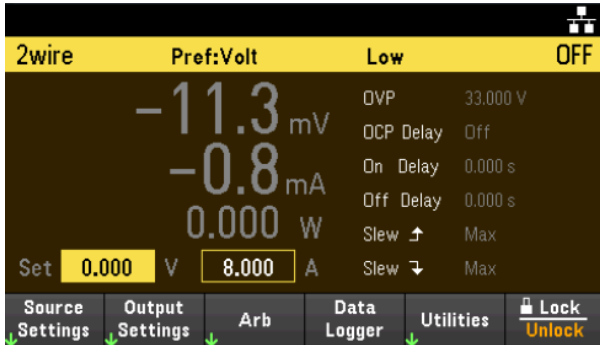 2wire Pref:Volt Low OFF
−11.3 mV
−0.8 mA
0.000 W
Set 0.000 V 8.000 A
OVP 33.000 V
OCP Delay Off
On Delay 0.000 s
Off Delay 0.000 s
Slew Max
Slew Max
Source Settings
Output Settings
Arb
Data Logger
Utilities
Lock
Unlock